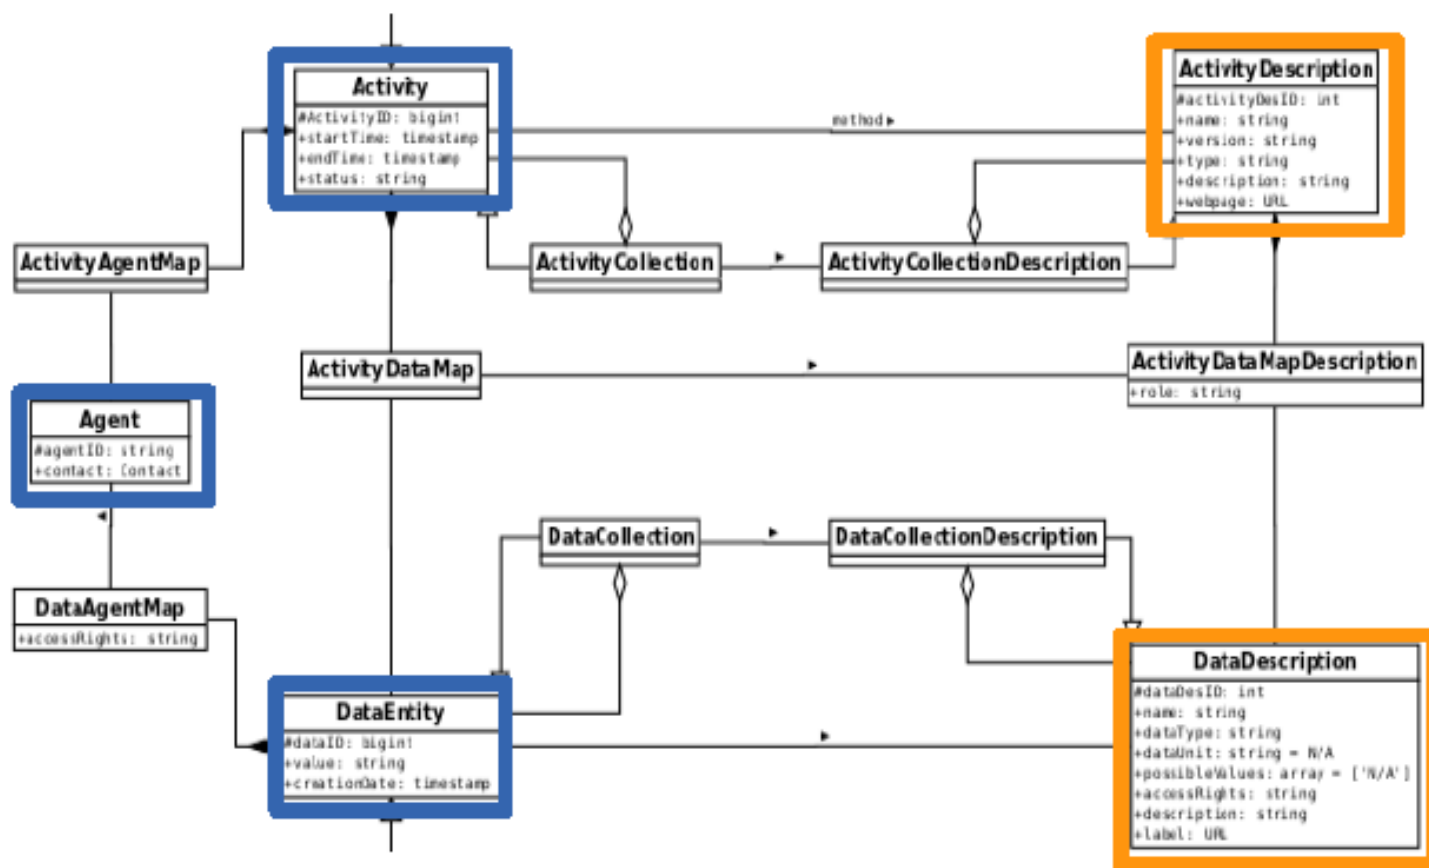 Activity
#ActivityID: bigint
+startTime: timestamp
+endTime: timestamp
+status: string
method
ActivityDescription
#activityDesID: int
+name: string
+version: string
+type: string
+description: string
+webpage: URL
ActivityAgentMap
ActivityCollection
ActivityCollectionDescription
ActivityDataMap
ActivityDataMapDescription
+role: string
Agent
#agentID: string
+contact: Contact
DataCollection
DataCollectionDescription
DataAgentMap
+accessRights: string
DataEntity
#dataID: bigint
+value: string
+creationDate: timestamp
DataDescription
#dataDesID: int
+name: string
+dataType: string
+dataUnit: string = N/A
+possibleValues: array = ['N/A']
+accessRights: string
+description: string
+label: URL